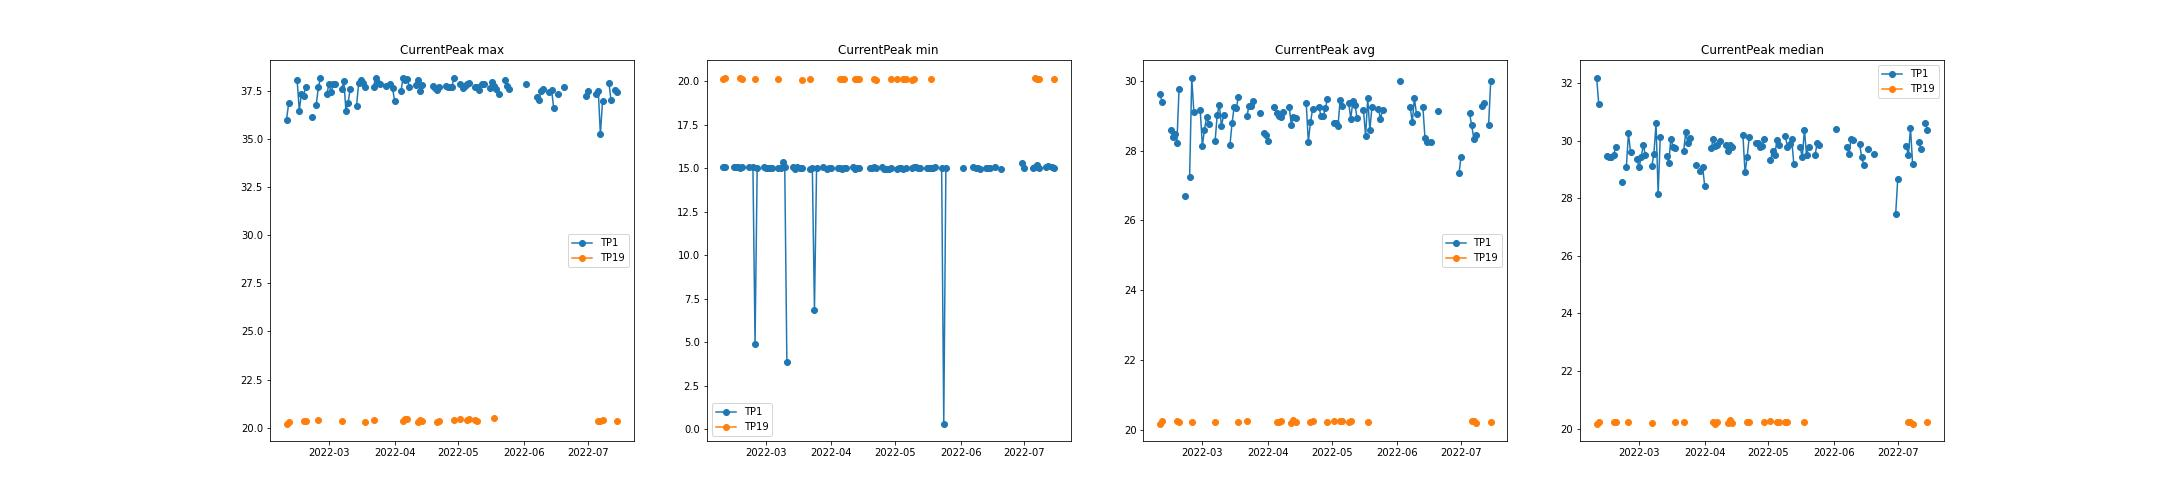 CurrentPeak max
37.5
35.0
32.5
30.0
27.5
25.0
22.5
20.0
TP1
TP19
2022-03 2022-04 2022-05 2022-06 2022-07
CurrentPeak min
20.0
17.5
15.0
12.5
10.0
7.5
5.0
2.5
0.0
TP1
TP19
2022-03 2022-04 2022-05 2022-06 2022-07
CurrentPeak avg
30
28
26
24
22
20
TP1
TP19
2022-03 2022-04 2022-05 2022-06 2022-07
CurrentPeak median
32
30
28
26
24
22
20
TP1
TP19
2022-03 2022-04 2022-05 2022-06 2022-07